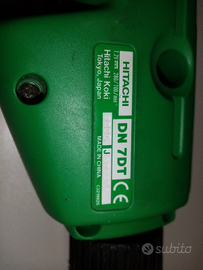 HITACHI
DN 7DT
CE
Hitachi Koki
Tokyo, Japan
MADE IN CHINA
subito